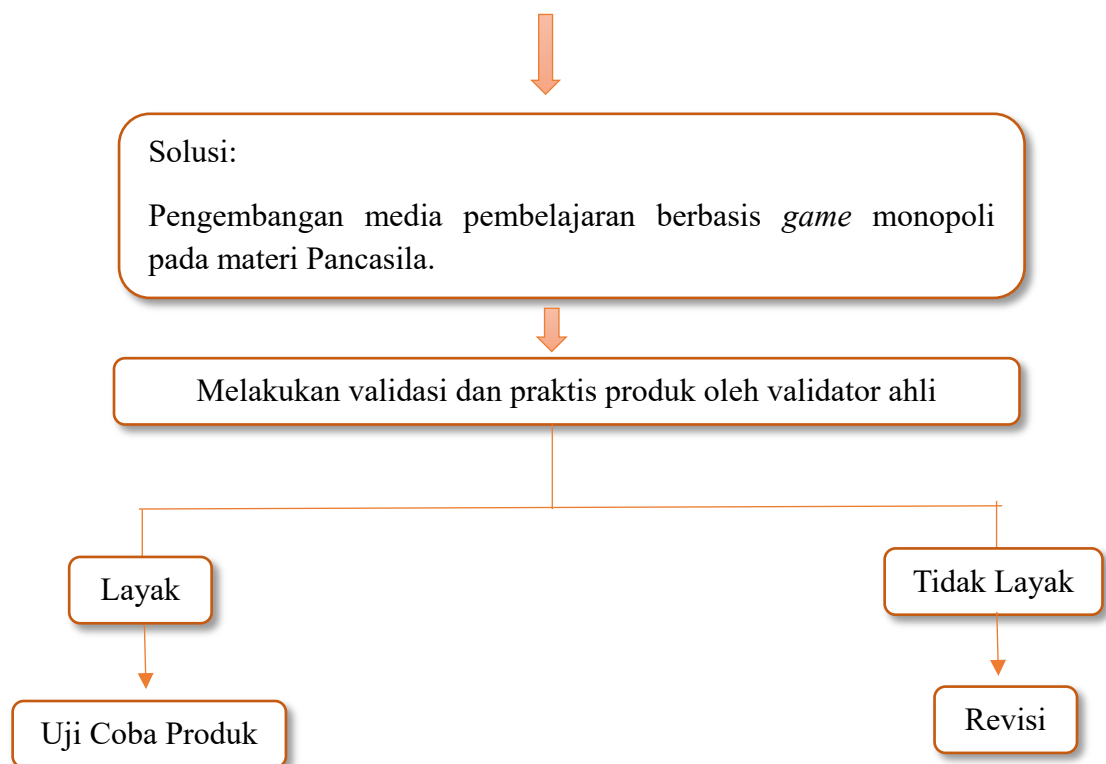 Solusi:
Pengembangan media pembelajaran berbasis game monopoli
pada materi Pancasila.
Melakukan validasi dan praktis produk oleh validator ahli
Layak
Tidak Layak
Uji Coba Produk
Revisi